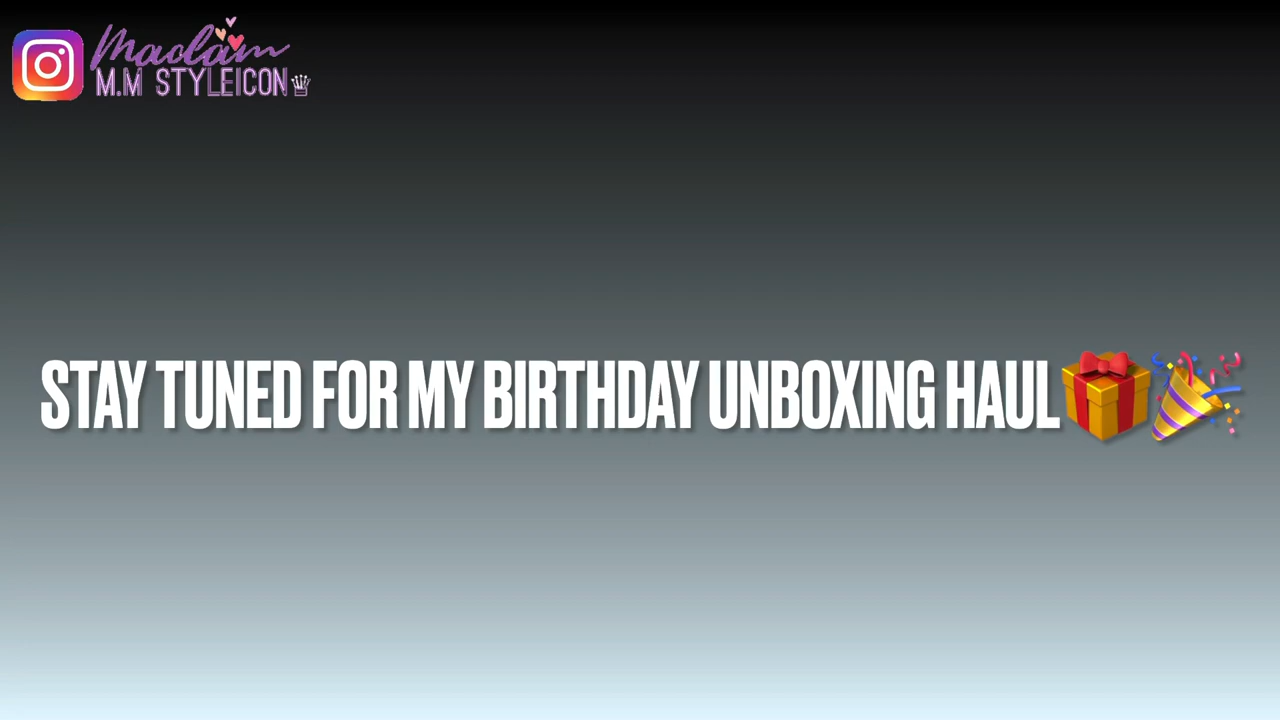 Madam
M.M STYLEICON♛
STAY TUNED FOR MY BIRTHDAY UNBOXING HAUL🎁🎉